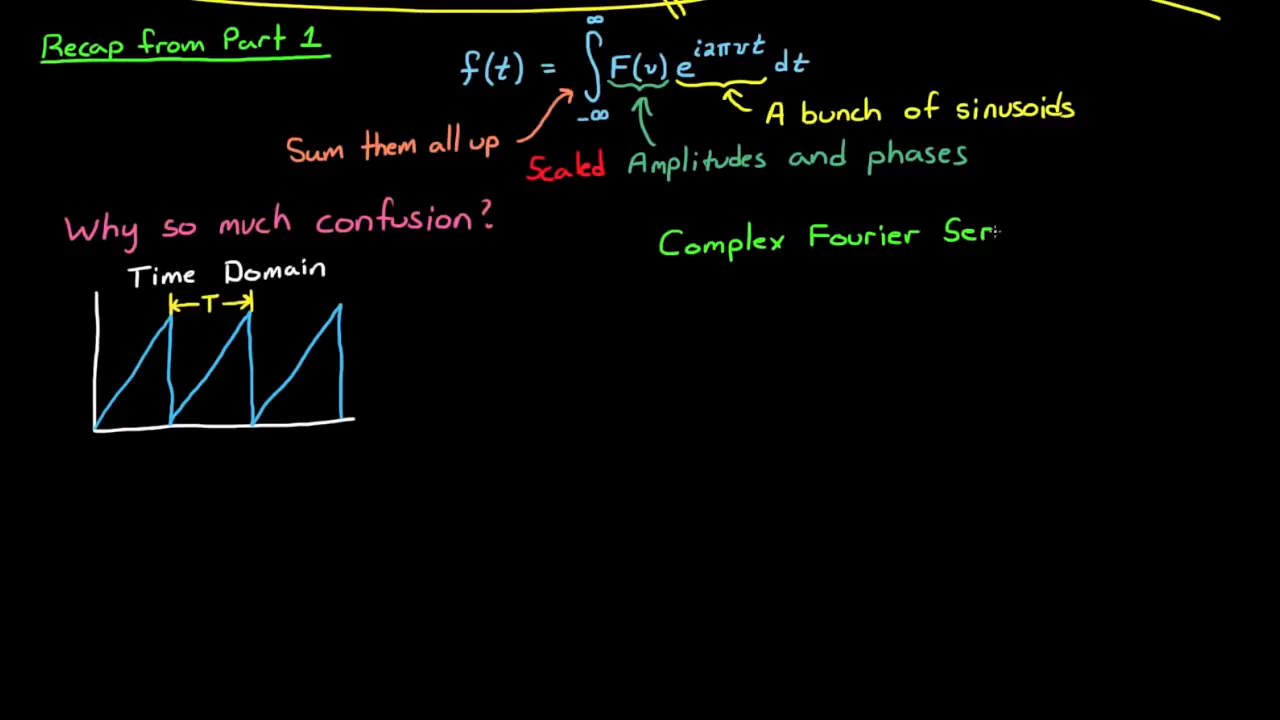 Recap from Part 1
f(t) = ∫_{-∞}^{∞} F(ν) e^{i2πνt} dt
A bunch of sinusoids
Sum them all up
Scaled Amplitudes and phases
Why so much confusion?
Complex Fourier Ser
Time Domain
T